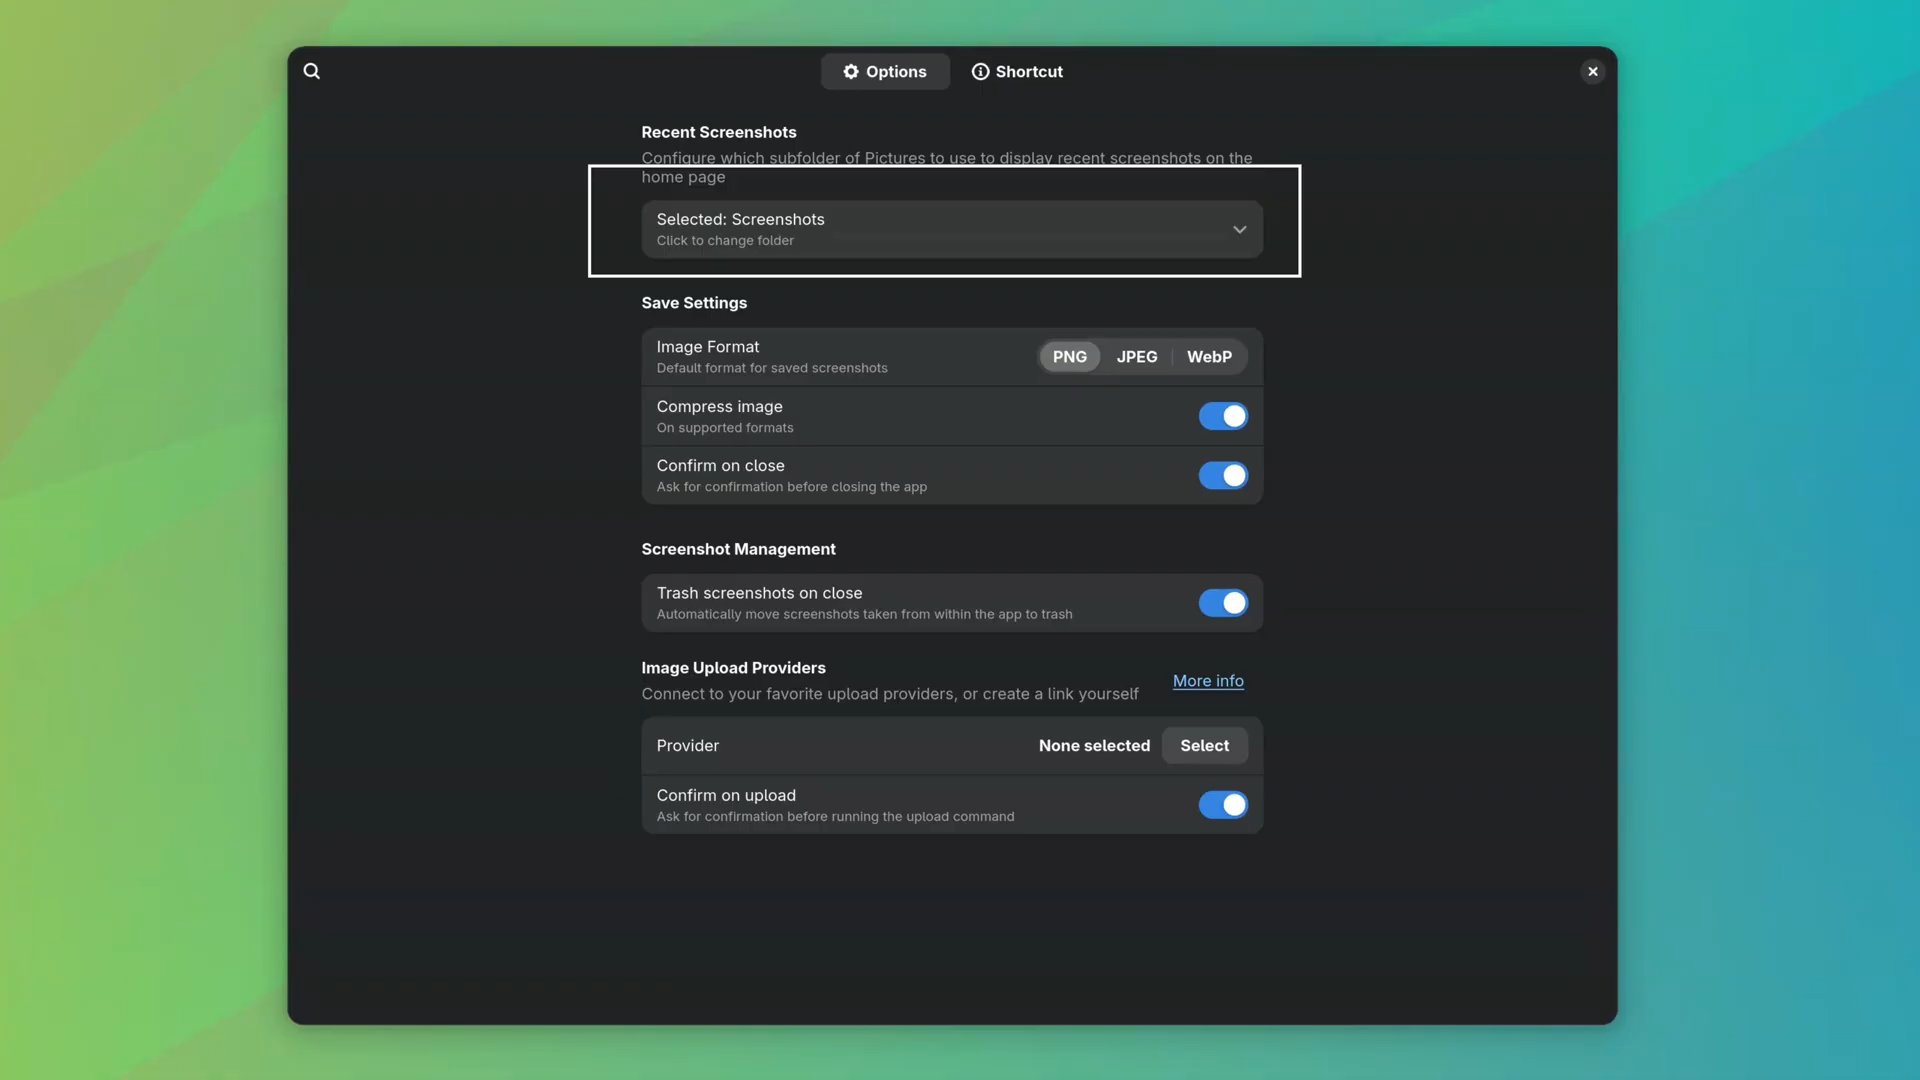 Options
Shortcut
Recent Screenshots
Configure which subfolder of Pictures to use to display recent screenshots on the
home page
Selected: Screenshots
Click to change folder
Save Settings
Image Format
Default format for saved screenshots
PNG
JPEG
WebP
Compress image
On supported formats
Confirm on close
Ask for confirmation before closing the app
Screenshot Management
Trash screenshots on close
Automatically move screenshots taken from within the app to trash
Image Upload Providers
Connect to your favorite upload providers, or create a link yourself
More info
Provider
None selected
Select
Confirm on upload
Ask for confirmation before running the upload command